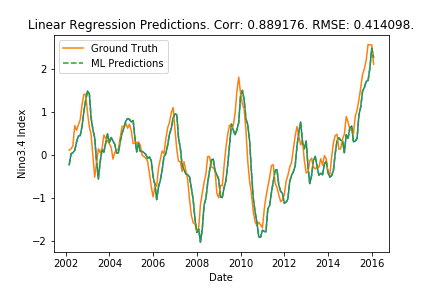 Linear Regression Predictions. Corr: 0.889176. RMSE: 0.414098.
Ground Truth
ML Predictions
Nino3.4 Index
2
1
0
−1
−2
2002 2004 2006 2008 2010 2012 2014 2016
Date